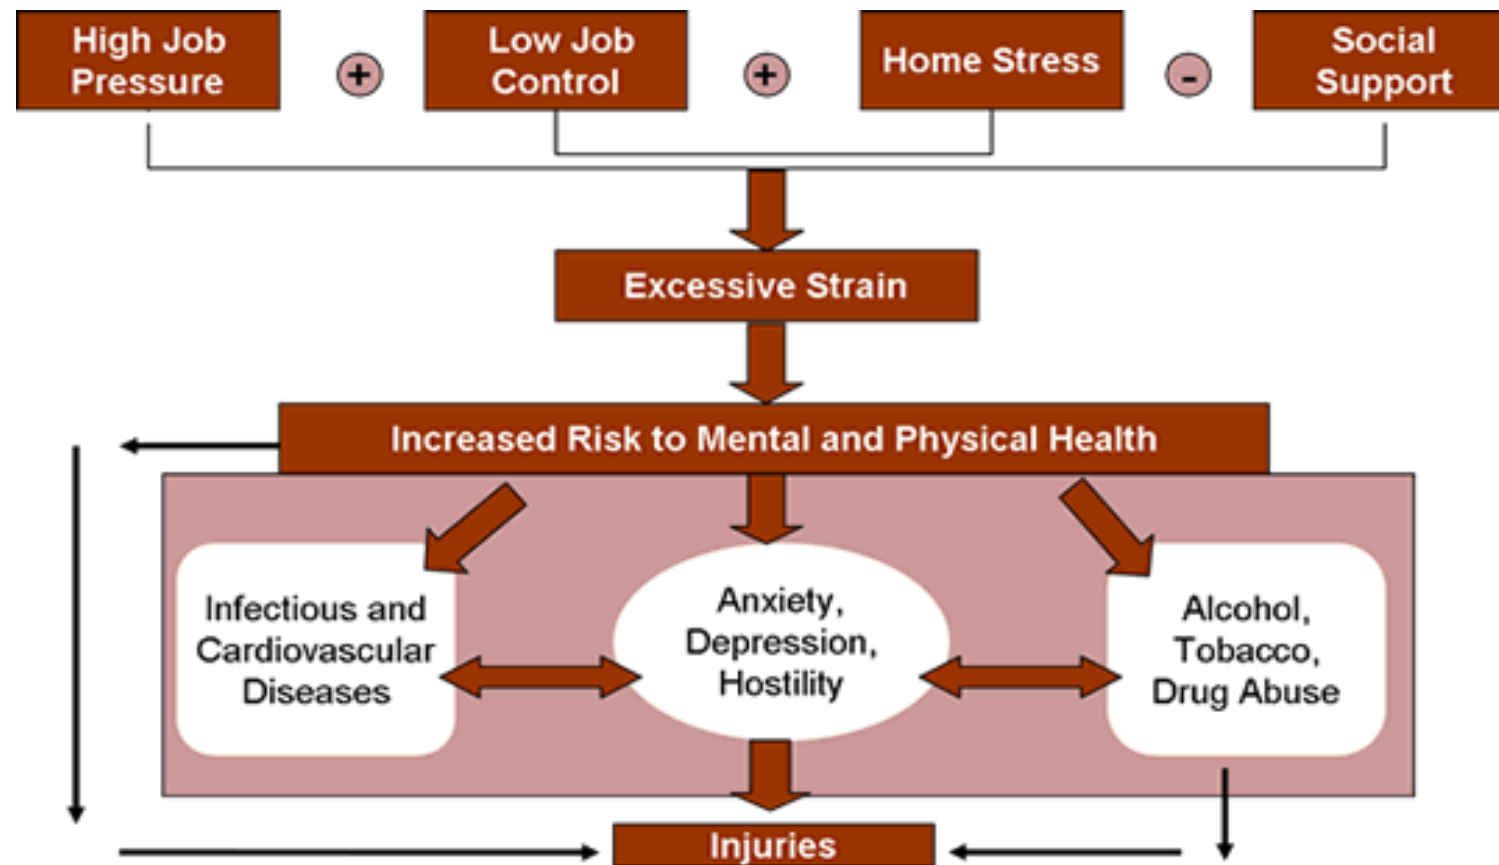 High Job
Pressure
+
Low Job
Control
+
Home Stress
-
Social
Support
Excessive Strain
Increased Risk to Mental and Physical Health
Infectious and
Cardiovascular
Diseases
Anxiety,
Depression,
Hostility
Alcohol,
Tobacco,
Drug Abuse
Injuries